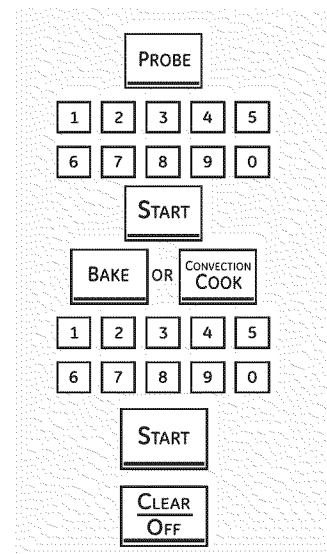 PROBE
1 2 3 4 5
6 7 8 9 0
START
BAKE OR CONVECTION COOK
1 2 3 4 5
6 7 8 9 0
START
CLEAR
OFF